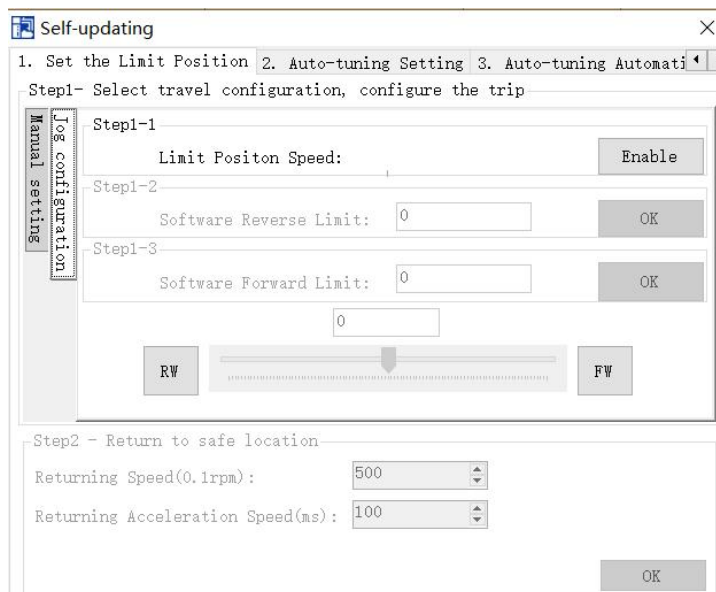 Self-updating
1. Set the Limit Position 2. Auto-tuning Setting 3. Auto-tuning Automati
Step1- Select travel configuration, configure the trip
Manual setting
Jog configuration
Step1-1
Limit Positon Speed:
Enable
Step1-2
Software Reverse Limit: 0 OK
Step1-3
Software Forward Limit: 0 OK
0
RW FW
Step2 - Return to safe location
Returning Speed(0.1rpm): 500
Returning Acceleration Speed(ms): 100
OK